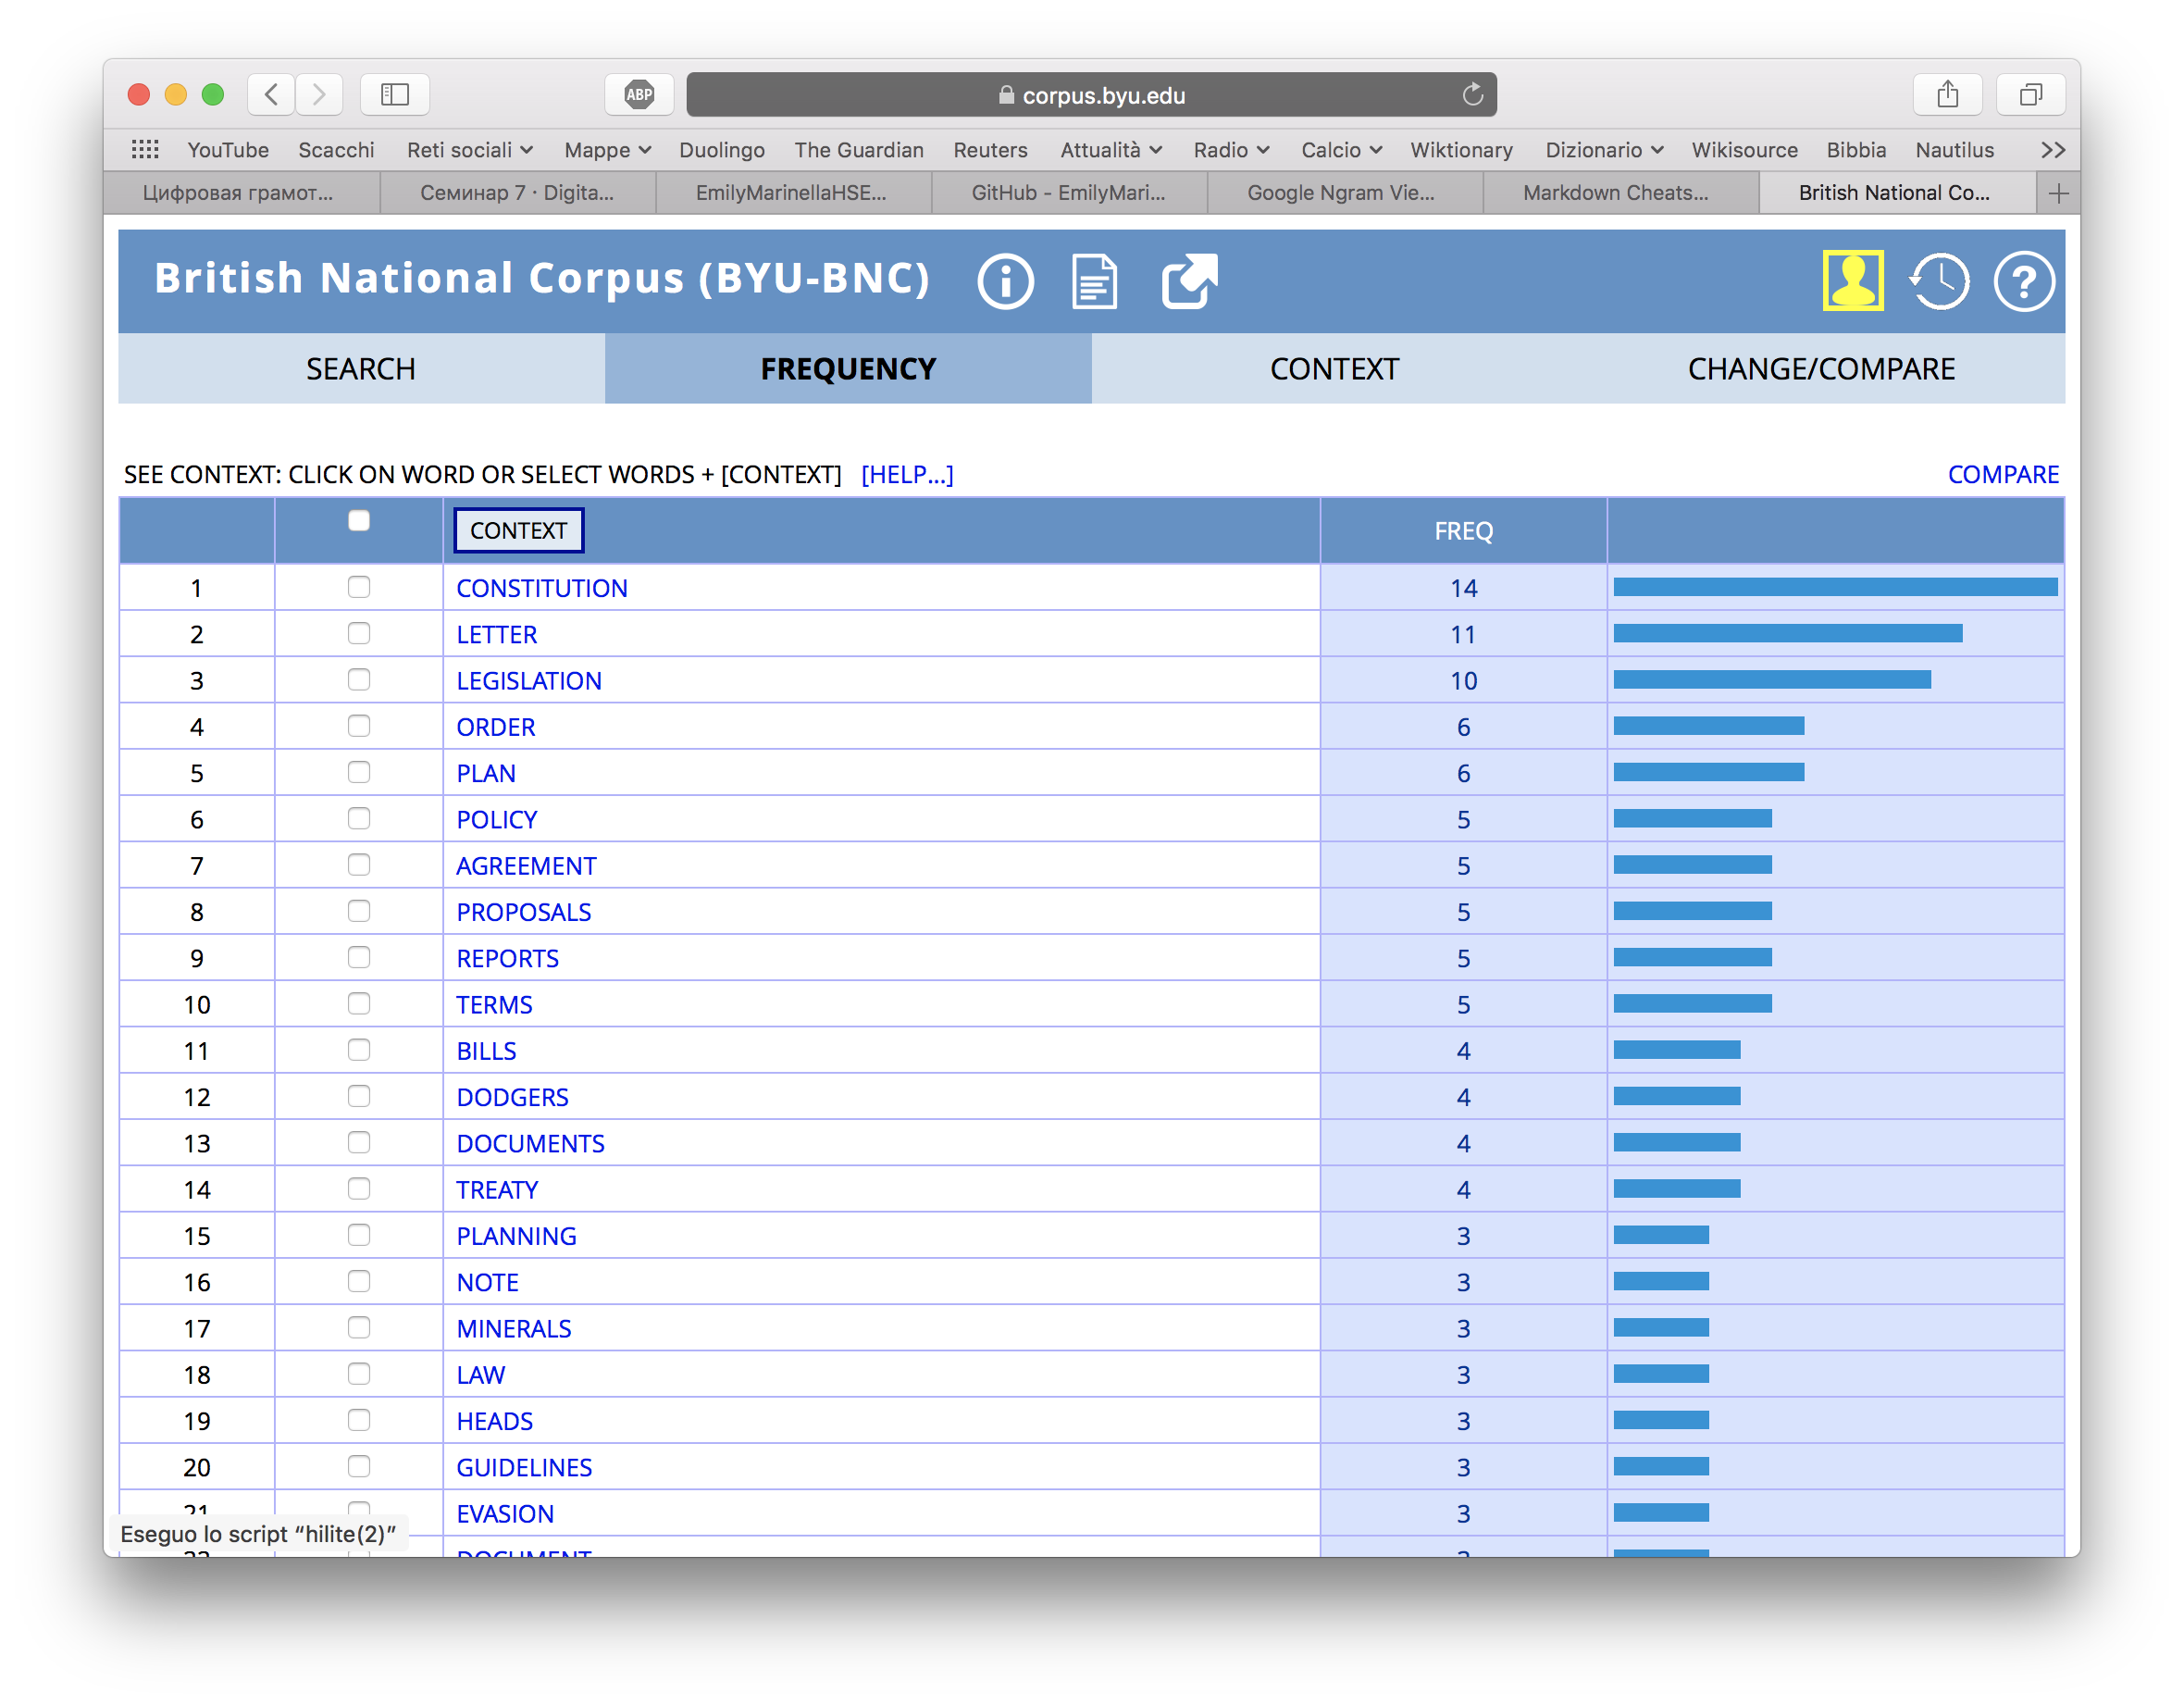 ABP
corpus.byu.edu
YouTube Scacchi Reti sociali Mappe Duolingo The Guardian Reuters Attualità Radio Calcio Wiktionary Dizionario Wikisource Bibbia Nautilus >>
Цифровая грамот... Семинар 7 · Digita... EmilyMarinellaHSE... GitHub - EmilyMari... Google Ngram Vie... Markdown Cheats... British National Co... +
British National Corpus (BYU-BNC)
SEARCH FREQUENCY CONTEXT CHANGE/COMPARE
SEE CONTEXT: CLICK ON WORD OR SELECT WORDS + [CONTEXT] [HELP...] COMPARE
CONTEXT FREQ
1 CONSTITUTION 14
2 LETTER 11
3 LEGISLATION 10
4 ORDER 6
5 PLAN 6
6 POLICY 5
7 AGREEMENT 5
8 PROPOSALS 5
9 REPORTS 5
10 TERMS 5
11 BILLS 4
12 DODGERS 4
13 DOCUMENTS 4
14 TREATY 4
15 PLANNING 3
16 NOTE 3
17 MINERALS 3
18 LAW 3
19 HEADS 3
20 GUIDELINES 3
21 EVASION 3
Eseguo lo script “hilite(2)”
22 DOCUMENT 3